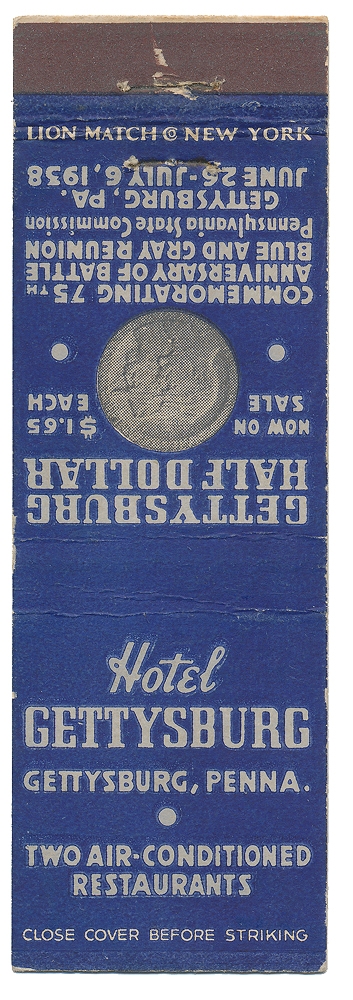 LION MATCH Co NEW YORK
GETTYSBURG
HALF DOLLAR
NOW ON
SALE
$1.65
EACH
COMMEMORATING 75TH
ANNIVERSARY OF BATTLE
BLUE AND GRAY REUNION
Pennsylvania State Commission
GETTYSBURG, PA.
JUNE 26-JULY 6, 1938
Hotel
GETTYSBURG
GETTYSBURG, PENNA.
TWO AIR-CONDITIONED
RESTAURANTS
CLOSE COVER BEFORE STRIKING